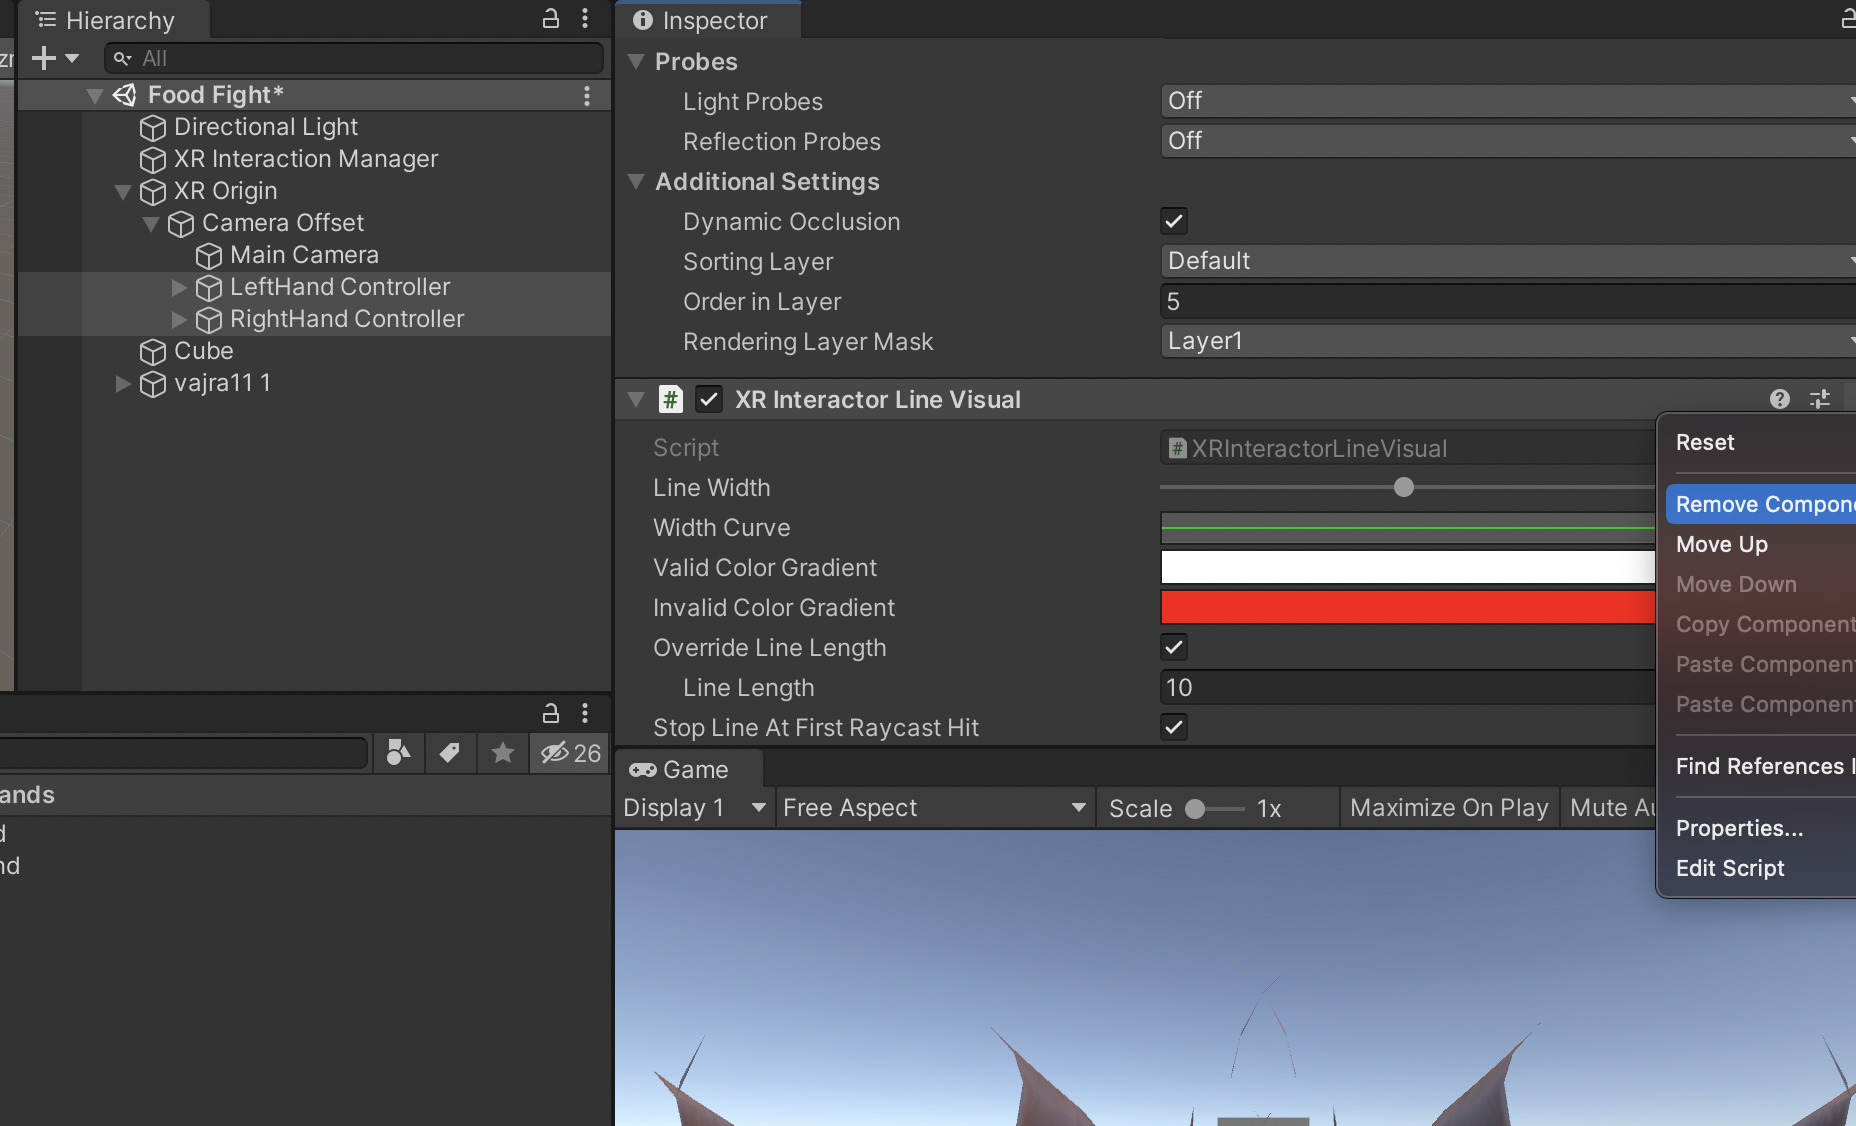 Hierarchy
All
Food Fight*
Directional Light
XR Interaction Manager
XR Origin
Camera Offset
Main Camera
LeftHand Controller
RightHand Controller
Cube
vajra11 1
26
ands
d
nd
Inspector
Probes
Light Probes Off
Reflection Probes Off
Additional Settings
Dynamic Occlusion
Sorting Layer Default
Order in Layer 5
Rendering Layer Mask Layer1
# XR Interactor Line Visual
Script # XRInteractorLineVisual
Line Width
Width Curve
Valid Color Gradient
Invalid Color Gradient
Override Line Length
Line Length 10
Stop Line At First Raycast Hit
Reset
Remove Compone
Move Up
Move Down
Copy Component
Paste Componen
Paste Componen
Find References I
Properties...
Edit Script
Game
Display 1 Free Aspect Scale 1x Maximize On Play Mute Au